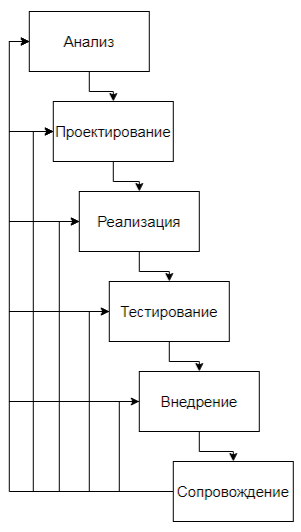 Анализ
Проектирование
Реализация
Тестирование
Внедрение
Сопровождение